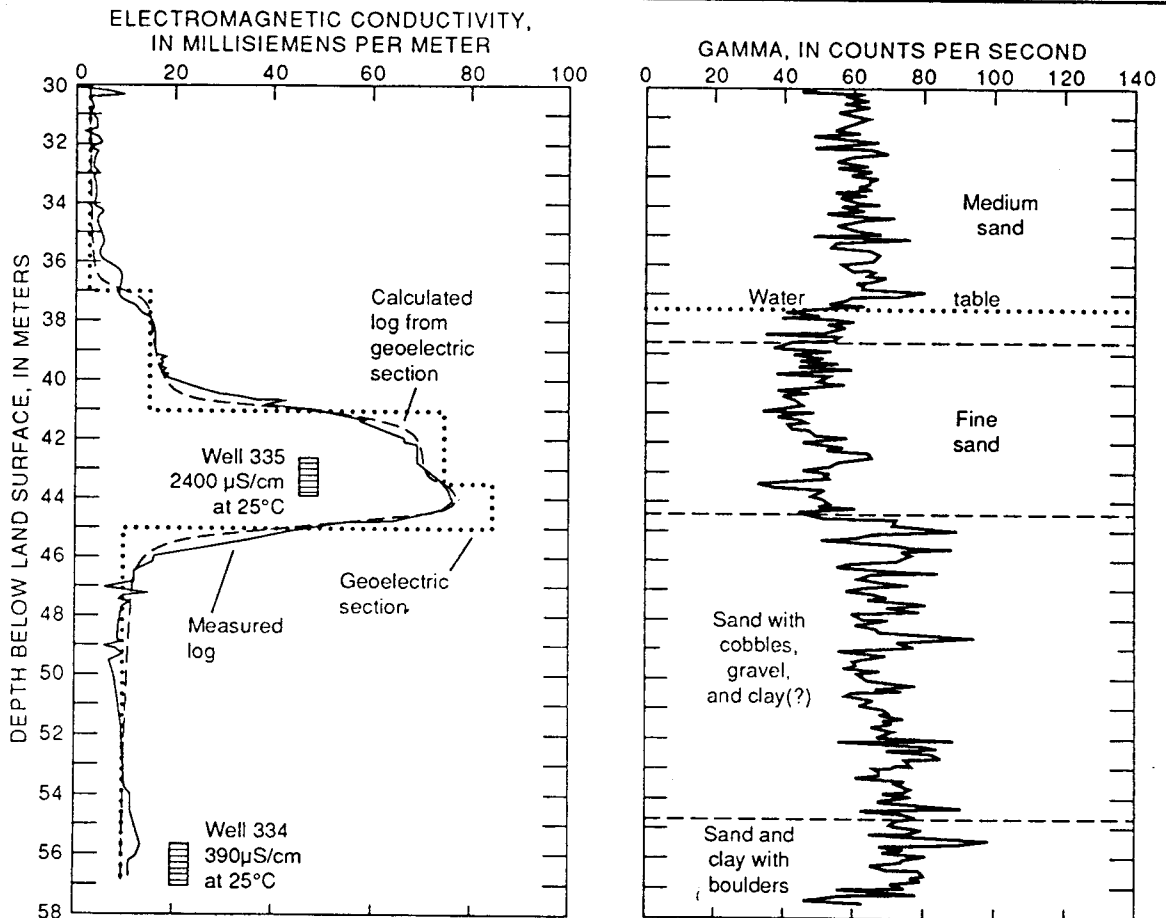 ELECTROMAGNETIC CONDUCTIVITY,
IN MILLISIEMENS PER METER
0 20 40 60 80 100
30
32
34
36
38
40
42
44
46
48
50
52
54
56
58
DEPTH BELOW LAND SURFACE, IN METERS
Calculated
log from
geoelectric
section
Well 335
2400 µS/cm
at 25°C
Geoelectric
section
Measured
log
Well 334
390µS/cm
at 25°C
GAMMA, IN COUNTS PER SECOND
0 20 40 60 80 100 120 140
Medium
sand
Water table
Fine
sand
Sand with
cobbles,
gravel,
and clay(?)
Sand and
clay with
boulders